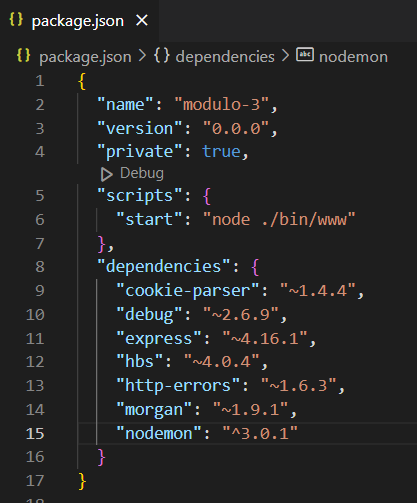 {} package.json ×
{} package.json > {} dependencies > abc nodemon
1 {
2 "name": "modulo-3",
3 "version": "0.0.0",
4 "private": true,
▷ Debug
5 "scripts": {
6 "start": "node ./bin/www"
7 },
8 "dependencies": {
9 "cookie-parser": "~1.4.4",
10 "debug": "~2.6.9",
11 "express": "~4.16.1",
12 "hbs": "~4.0.4",
13 "http-errors": "~1.6.3",
14 "morgan": "~1.9.1",
15 "nodemon": "^3.0.1"
16 }
17 }